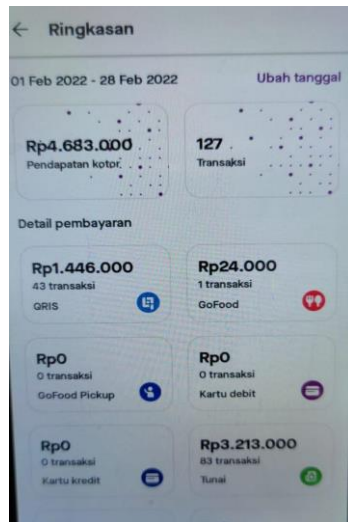 ← Ringkasan
01 Feb 2022 - 28 Feb 2022 Ubah tanggal
Rp4.683.000
Pendapatan kotor
127
Transaksi
Detail pembayaran
Rp1.446.000
43 transaksi
QRIS
Rp24.000
1 transaksi
GoFood
Rp0
0 transaksi
GoFood Pickup
Rp0
0 transaksi
Kartu debit
Rp0
0 transaksi
Kartu kredit
Rp3.213.000
83 transaksi
Tunai